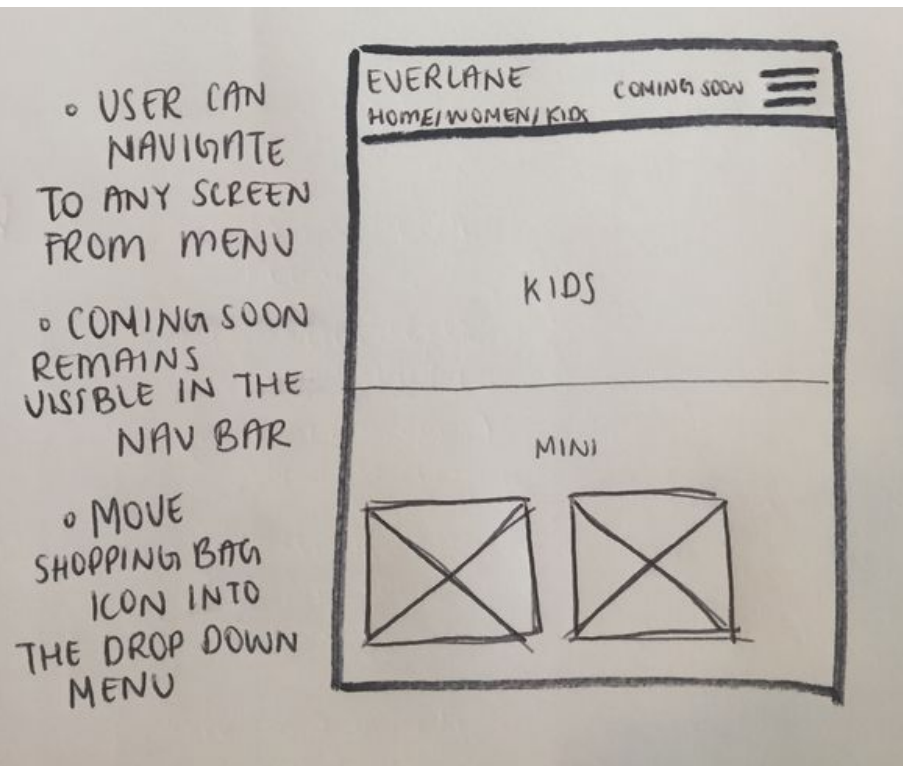 • USER CAN
NAVIGATE
TO ANY SCREEN
FROM MENU
• COMING SOON
REMAINS
VISIBLE IN THE
NAV BAR
• MOVE
SHOPPING BAG
ICON INTO
THE DROP DOWN
MENU
EVERLANE
COMING SOON
HOME/WOMEN/KIDS
KIDS
MINI